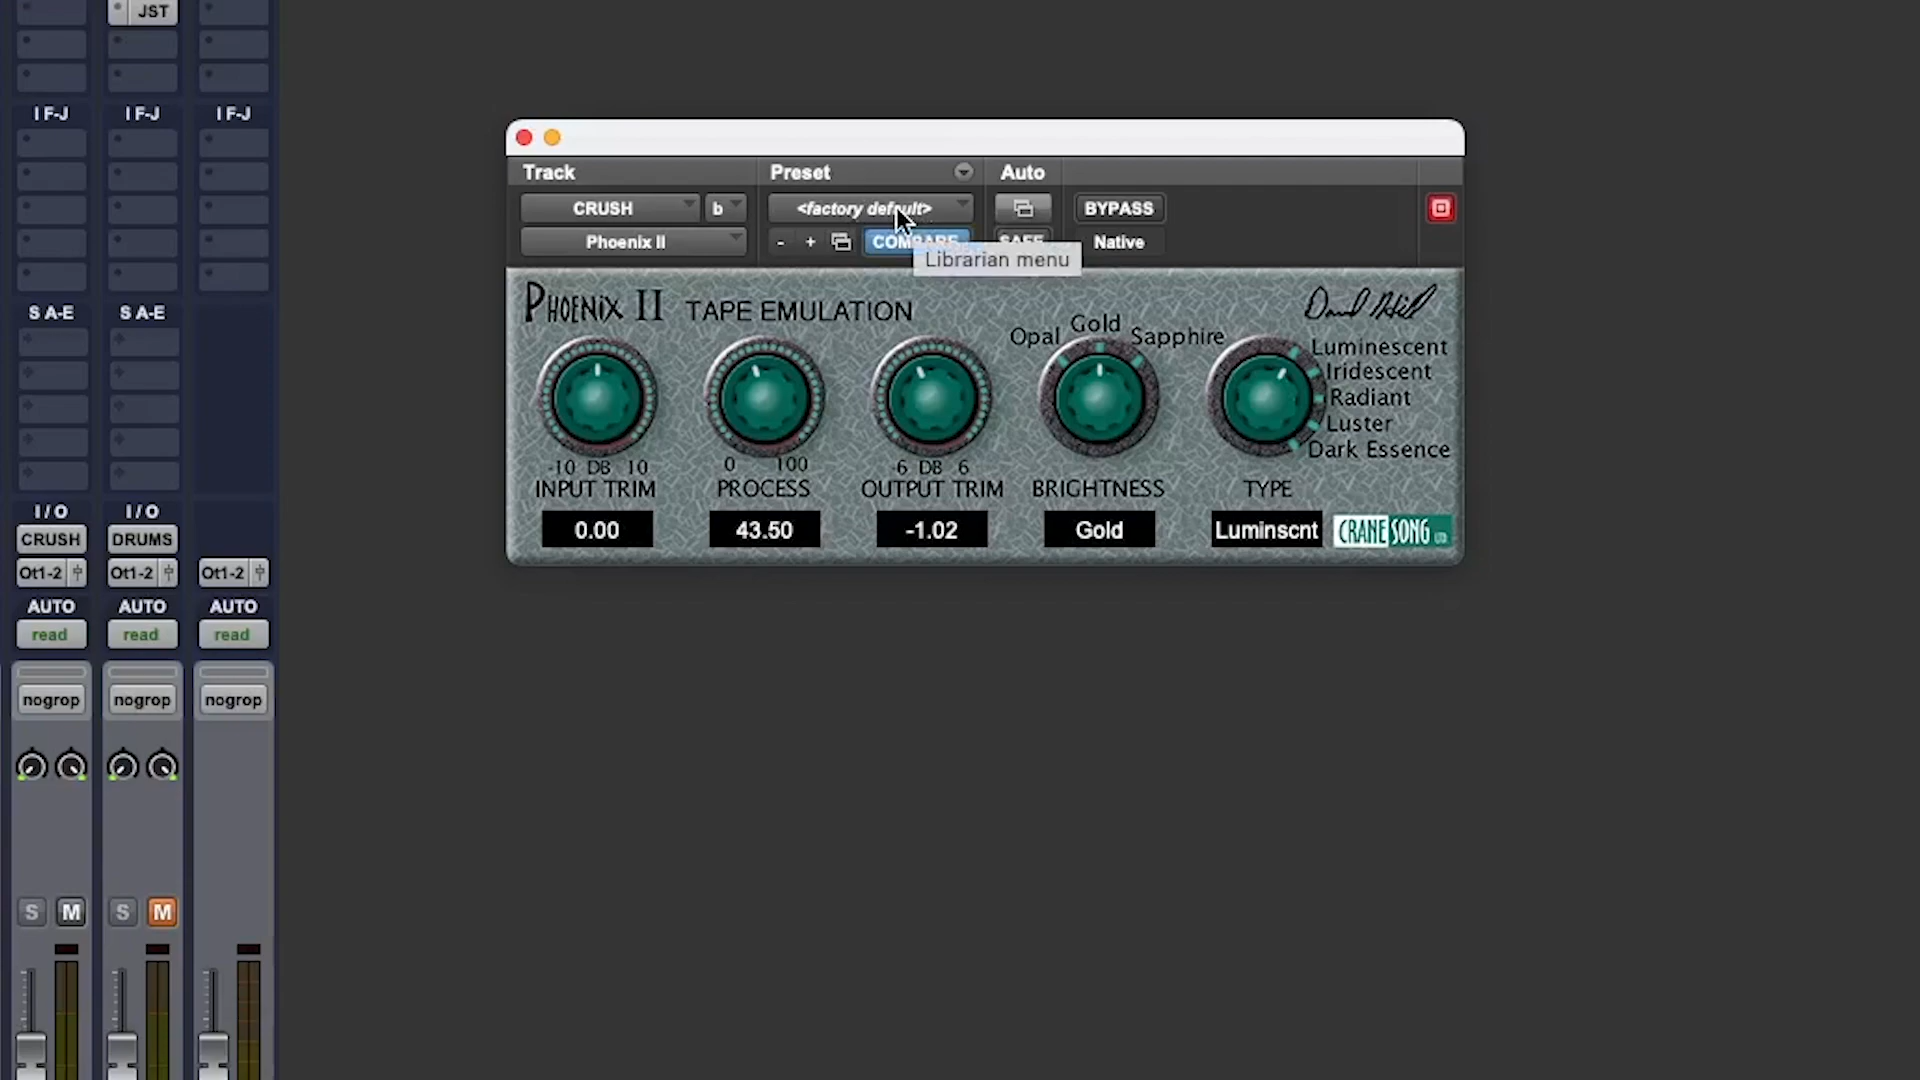 JST
I F-J I F-J I F-J
S A-E S A-E
I / O I / O
CRUSH DRUMS
Ot1-2 Ot1-2 Ot1-2
AUTO AUTO AUTO
read read read
nogrop nogrop nogrop
S M S M
Track Preset Auto
CRUSH b <factory default> BYPASS
Phoenix II - + COMPARE SAFE Native
Librarian menu
PHOENIX II TAPE EMULATION
Opal Gold Sapphire
Luminescent
Iridescent
Radiant
Luster
Dark Essence
-10 DB 10 0 100 -6 DB 6
INPUT TRIM PROCESS OUTPUT TRIM BRIGHTNESS TYPE
0.00 43.50 -1.02 Gold Luminscnt CRANE SONG LTD.